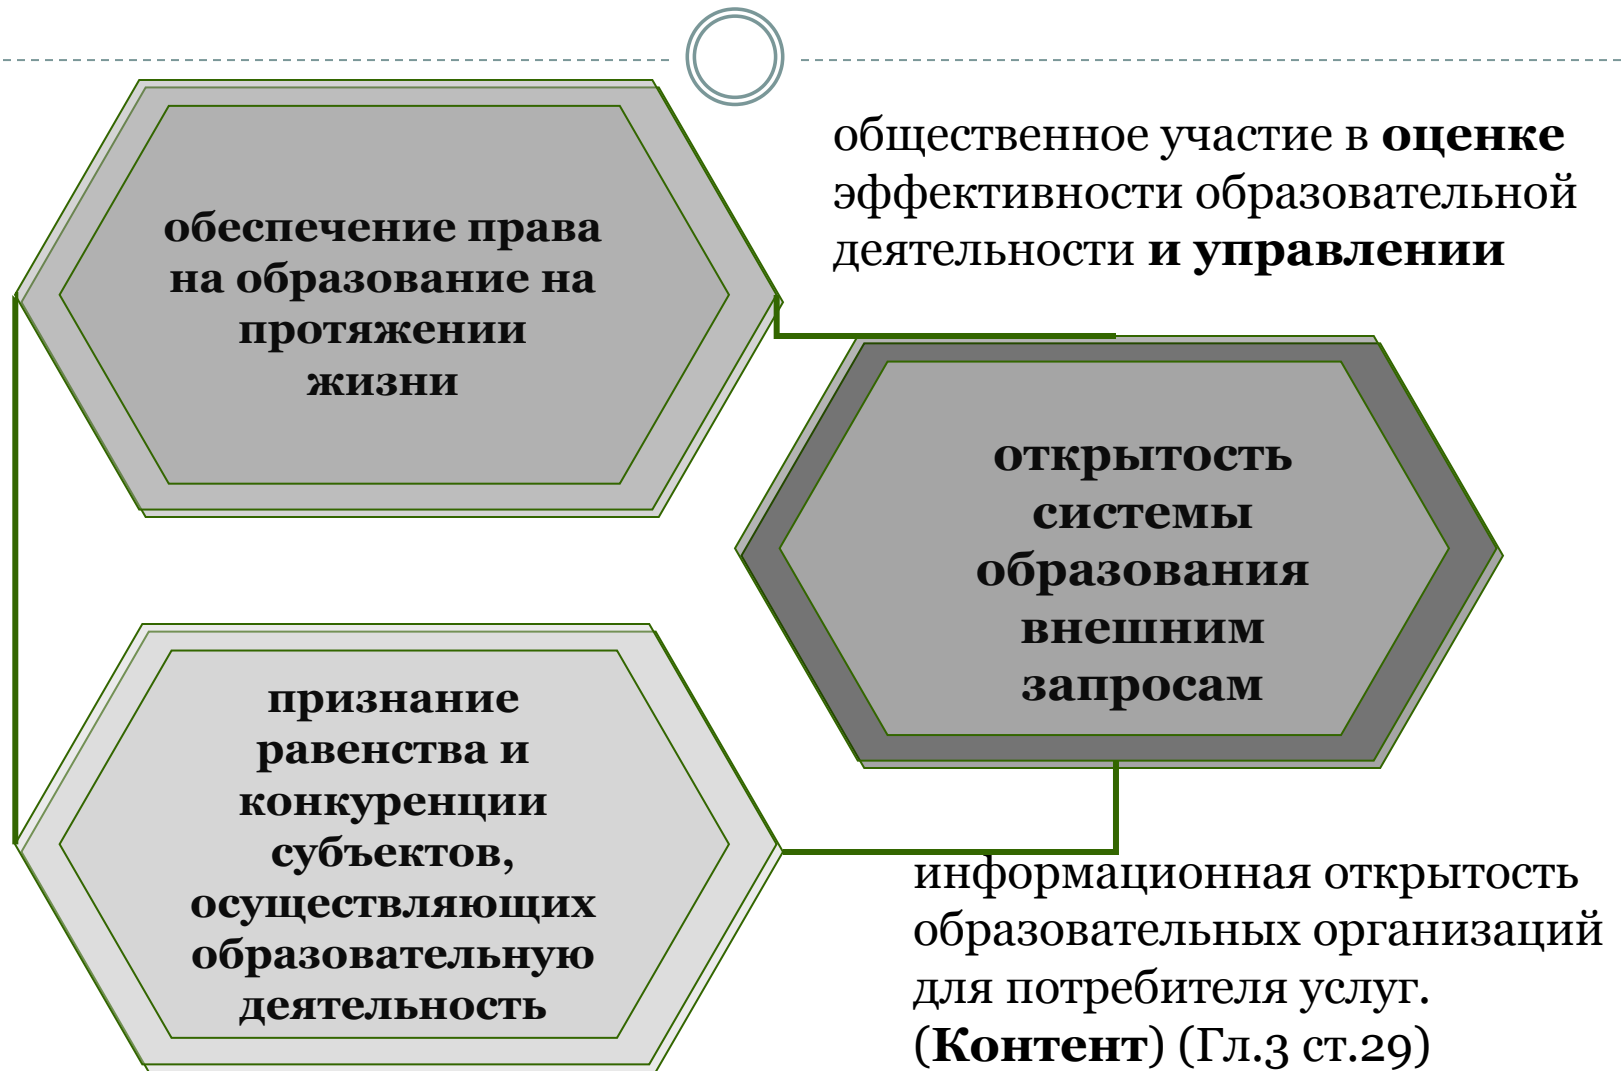 общественное участие в оценке
эффективности образовательной
деятельности и управлении
обеспечение права
на образование на
протяжении
жизни
открытость
системы
образования
внешним
запросам
признание
равенства и
конкуренции
субъектов,
осуществляющих
образовательную
деятельность
информационная открытость
образовательных организаций
для потребителя услуг.
(Контент) (Гл.3 ст.29)